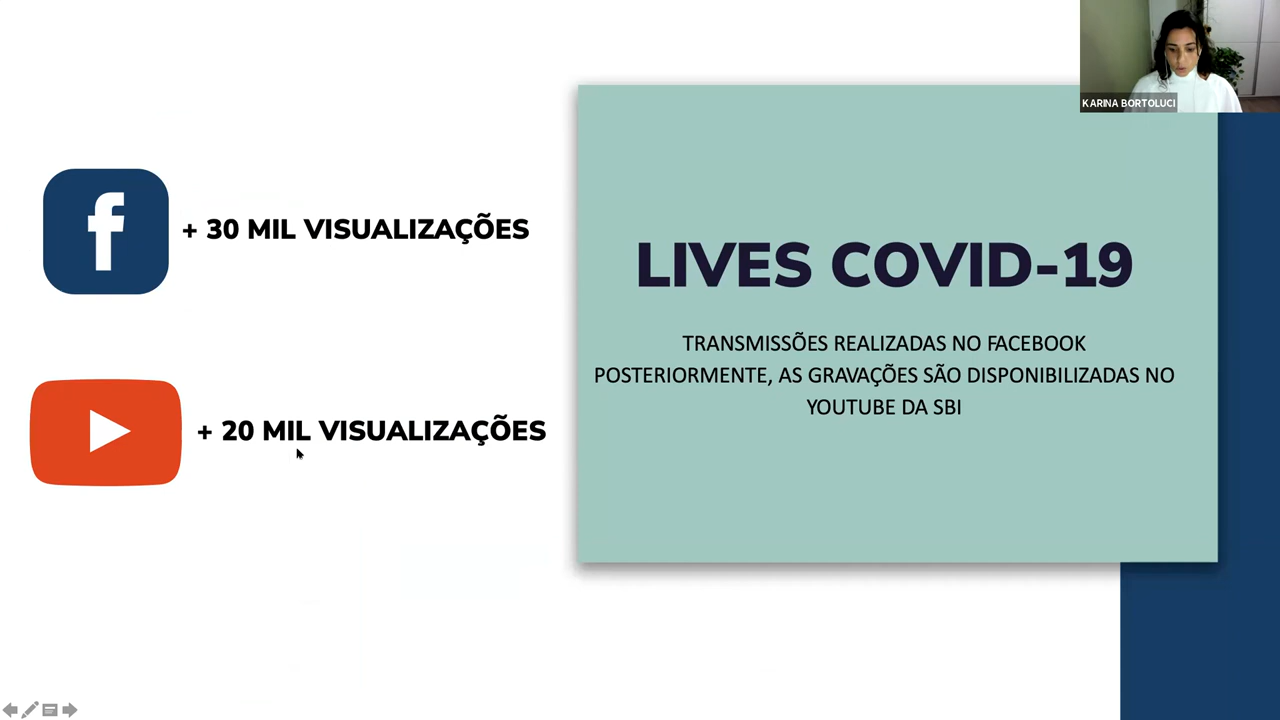 KARINA BORTOLUCI
+ 30 MIL VISUALIZAÇÕES
+ 20 MIL VISUALIZAÇÕES
LIVES COVID-19
TRANSMISSÕES REALIZADAS NO FACEBOOK
POSTERIORMENTE, AS GRAVAÇÕES SÃO DISPONIBILIZADAS NO
YOUTUBE DA SBI